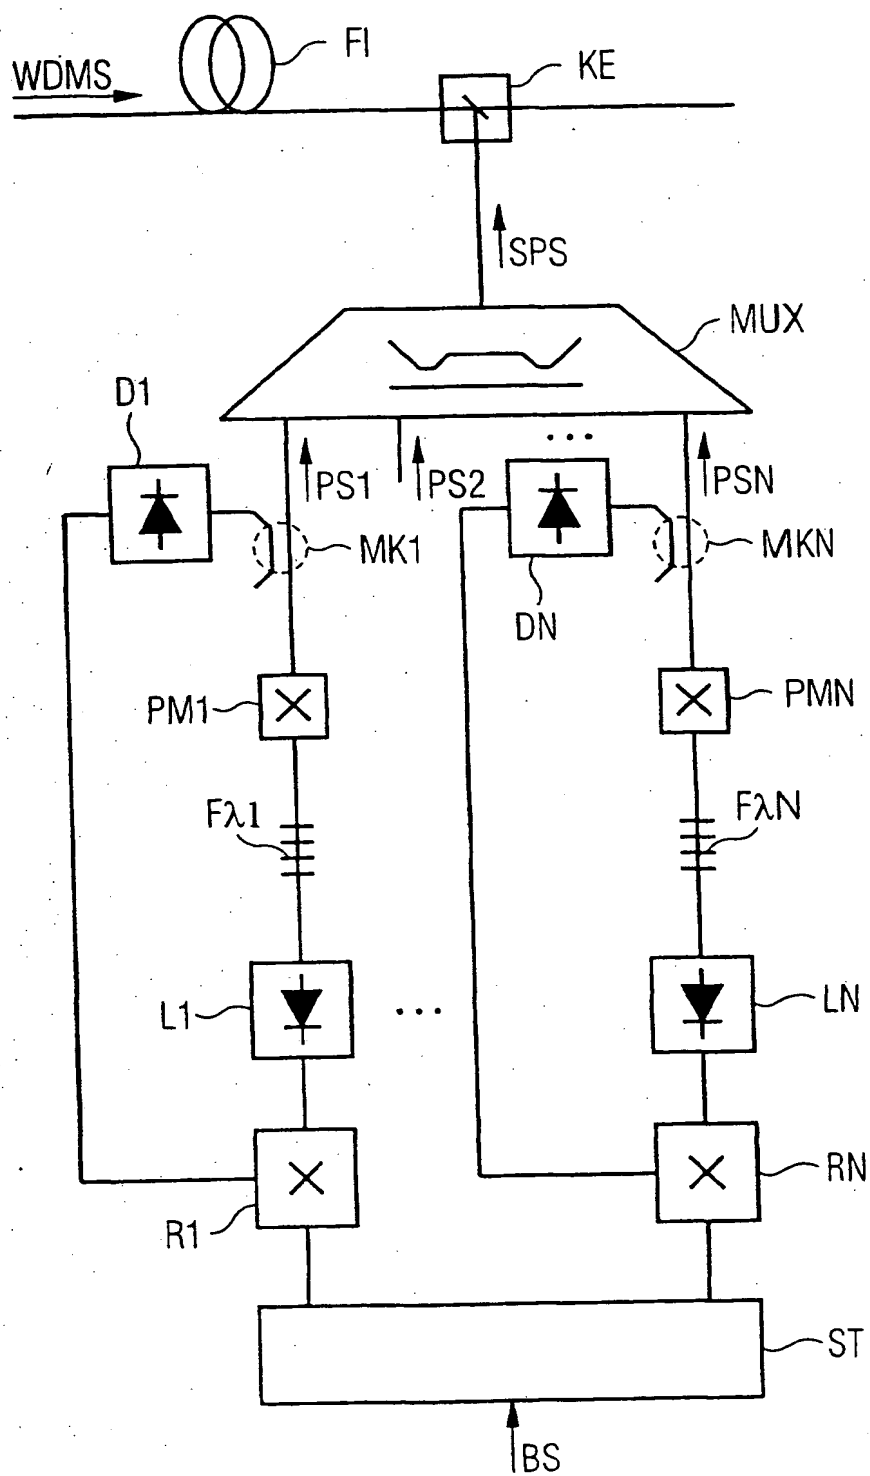 WDMS
FI
KE
SPS
MUX
D1
PS1
PS2
...
PSN
MK1
MKN
DN
PM1
PMN
Fλ1
FλN
L1
...
LN
R1
RN
ST
BS